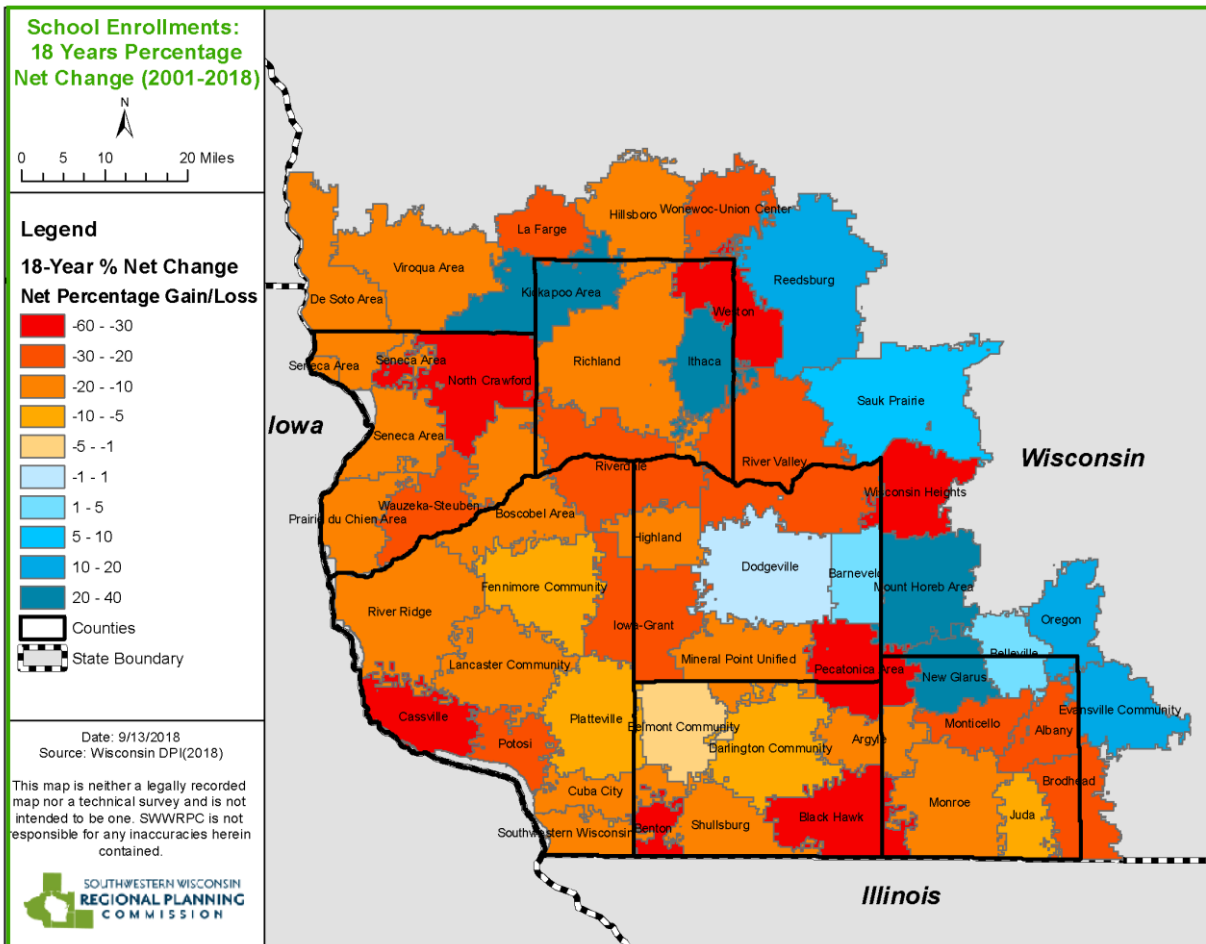 School Enrollments:
18 Years Percentage
Net Change (2001-2018)
N
0 5 10 20 Miles
Legend
18-Year % Net Change
Net Percentage Gain/Loss
-60 - -30
-30 - -20
-20 - -10
-10 - -5
-5 - -1
-1 - 1
1 - 5
5 - 10
10 - 20
20 - 40
Counties
State Boundary
Date: 9/13/2018
Source: Wisconsin DPI(2018)
This map is neither a legally recorded
map nor a technical survey and is not
intended to be one. SWWRPC is not
responsible for any inaccuracies herein
contained.
SOUTHWESTERN WISCONSIN
REGIONAL PLANNING
COMMISSION
Hillsboro
Wonewoc-Union Center
La Farge
Viroqua Area
Reedsburg
Kickapoo Area
De Soto Area
Weston
Seneca Area
Seneca Area
Richland
Ithaca
North Crawford
Sauk Prairie
Iowa
Seneca Area
Wisconsin
Riverdale
River Valley
Wisconsin Heights
Wauzeka-Steuben
Prairie du Chien Area
Boscobel Area
Highland
Dodgeville
Barneveld
Mount Horeb Area
Fennimore Community
River Ridge
Iowa-Grant
Oregon
Belleville
Lancaster Community
Mineral Point Unified
Pecatonica Area
New Glarus
Evansville Community
Cassville
Platteville
Belmont Community
Darlington Community
Argyle
Monticello
Albany
Potosi
Brodhead
Cuba City
Monroe
Juda
Southwestern Wisconsin
Benton
Shullsburg
Black Hawk
Illinois